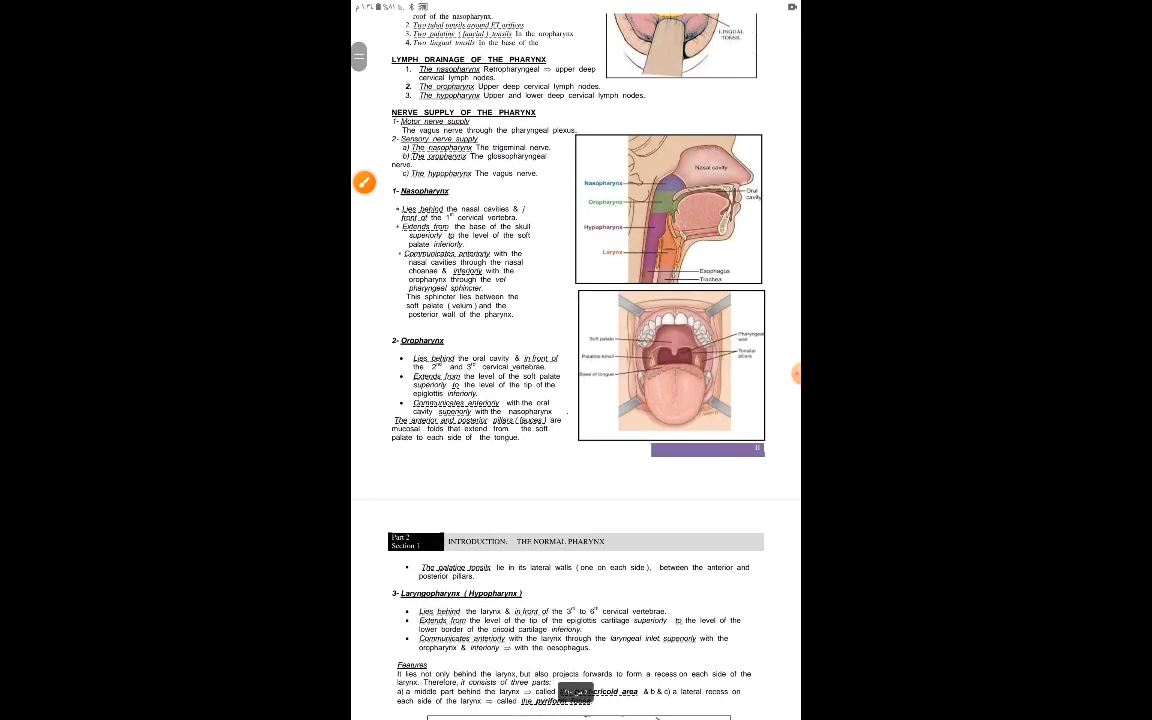 roof of the nasopharynx.
2. Two tubal tonsils around ET orifices
3. Two palatine ( faucial ) tonsils In the oropharynx
4. Two lingual tonsils In the base of the
LINGUAL
TONSIL
LYMPH DRAINAGE OF THE PHARYNX
1. The nasopharynx Retropharyngeal ⇒ upper deep
cervical lymph nodes.
2. The oropharynx Upper deep cervical lymph nodes.
3. The hypopharynx Upper and lower deep cervical lymph nodes.
NERVE SUPPLY OF THE PHARYNX
1- Motor nerve supply
The vagus nerve through the pharyngeal plexus.
2- Sensory nerve supply
a) The nasopharynx The trigeminal nerve.
b) The oropharynx The glossopharyngeal
nerve.
c) The hypopharynx The vagus nerve.
Nasal cavity
Nasopharynx
Oral
cavity
Oropharynx
Hypopharynx
Larynx
Esophagus
Trachea
1- Nasopharynx
• Lies behind the nasal cavities & i
front of the 1st cervical vertebra.
• Extends from the base of the skull
superiorly to the level of the soft
palate inferiorly.
• Communicates anteriorly with the
nasal cavities through the nasal
choanae & inferiorly with the
oropharynx through the vel
pharyngeal sphincter.
This sphincter lies between the
soft palate ( velum ) and the
posterior wall of the pharynx.
Soft palate
Pharyngeal
wall
Palatine tonsil
Tonsillar
pillars
Base of tongue
2- Oropharynx
• Lies behind the oral cavity & in front of
the 2nd and 3rd cervical vertebrae.
• Extends from the level of the soft palate
superiorly to the level of the tip of the
epiglottis inferiorly.
• Communicates anteriorly with the oral
cavity superiorly with the nasopharynx .
The anterior and posterior pillars ( fauces ) are
mucosal folds that extend from the soft
palate to each side of the tongue.
II
Part 2
Section 1
INTRODUCTION: THE NORMAL PHARYNX
• The palatine tonsils lie in its lateral walls ( one on each side ), between the anterior and
posterior pillars.
3- Laryngopharynx ( Hypopharynx )
• Lies behind the larynx & in front of the 3rd to 6th cervical vertebrae.
• Extends from the level of the tip of the epiglottis cartilage superiorly to the level of the
lower border of the cricoid cartilage inferiorly.
• Communicates anteriorly with the larynx through the laryngeal inlet, superiorly with the
oropharynx & inferiorly ⇒ with the oesophagus.
Features
It lies not only behind the larynx, but also projects forwards to form a recess on each side of the
larynx. Therefore, it consists of three parts:
a) a middle part behind the larynx ⇒ called cricoid area & b & c) a lateral recess on
each side of the larynx ⇒ called the pyriform fossa